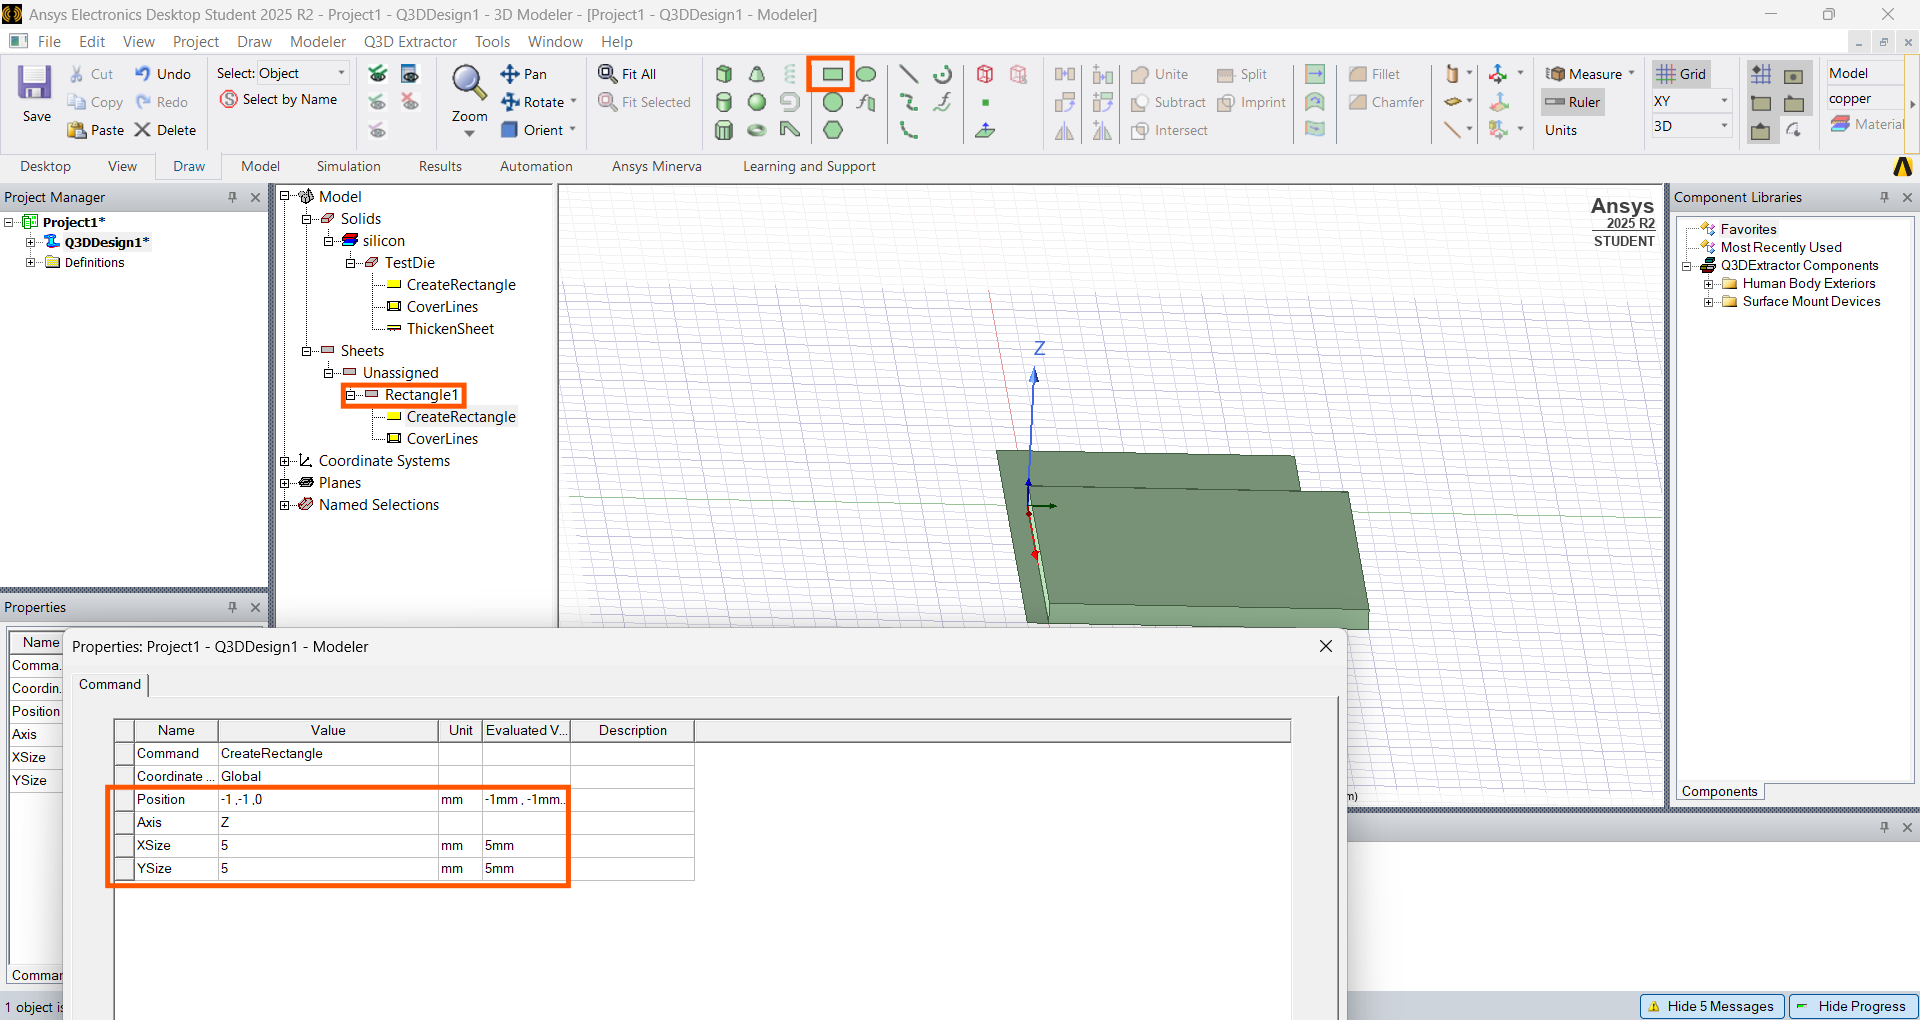 Ansys Electronics Desktop Student 2025 R2 - Project1 - Q3DDesign1 - 3D Modeler - [Project1 - Q3DDesign1 - Modeler]
File Edit View Project Draw Modeler Q3D Extractor Tools Window Help
Save
Cut
Copy
Paste
Undo
Redo
Delete
Select: Object
Select by Name
Zoom
Pan
Rotate
Orient
Fit All
Fit Selected
Unite
Subtract
Intersect
Split
Imprint
Fillet
Chamfer
Measure
Ruler
Units
Grid
XY
3D
Model
copper
Material
Desktop View Draw Model Simulation Results Automation Ansys Minerva Learning and Support
Project Manager
Project1*
Q3DDesign1*
Definitions
Model
Solids
silicon
TestDie
CreateRectangle
CoverLines
ThickenSheet
Sheets
Unassigned
Rectangle1
CreateRectangle
CoverLines
Coordinate Systems
Planes
Named Selections
Z
Ansys
2025 R2
STUDENT
Component Libraries
Favorites
Most Recently Used
Q3DExtractor Components
Human Body Exteriors
Surface Mount Devices
Components
Properties
Name
Comma.
Coordin.
Position
Axis
XSize
YSize
Comman
1 object is
Properties: Project1 - Q3DDesign1 - Modeler
Command
Name Value Unit Evaluated V... Description
Command CreateRectangle
Coordinate ... Global
Position -1 ,-1 ,0 mm -1mm , -1mm...
Axis Z
XSize 5 mm 5mm
YSize 5 mm 5mm
m)
Hide 5 Messages
Hide Progress